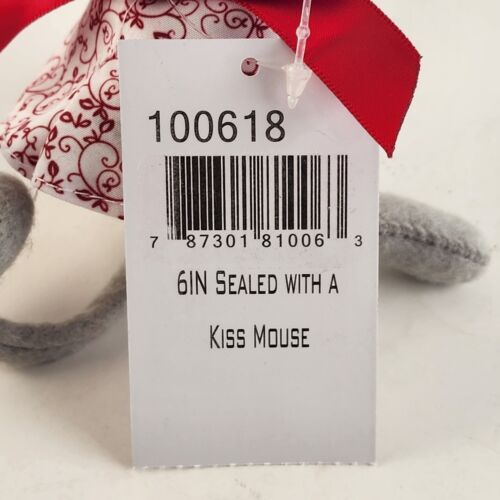 100618
7 87301 81006 3
6IN SEALED WITH A
KISS MOUSE